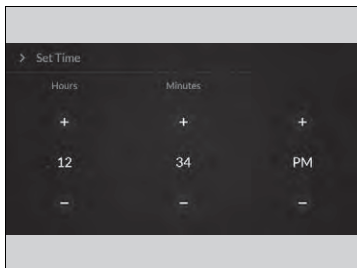 > Set Time
Hours Minutes
+ + +
12 34 PM
- - -